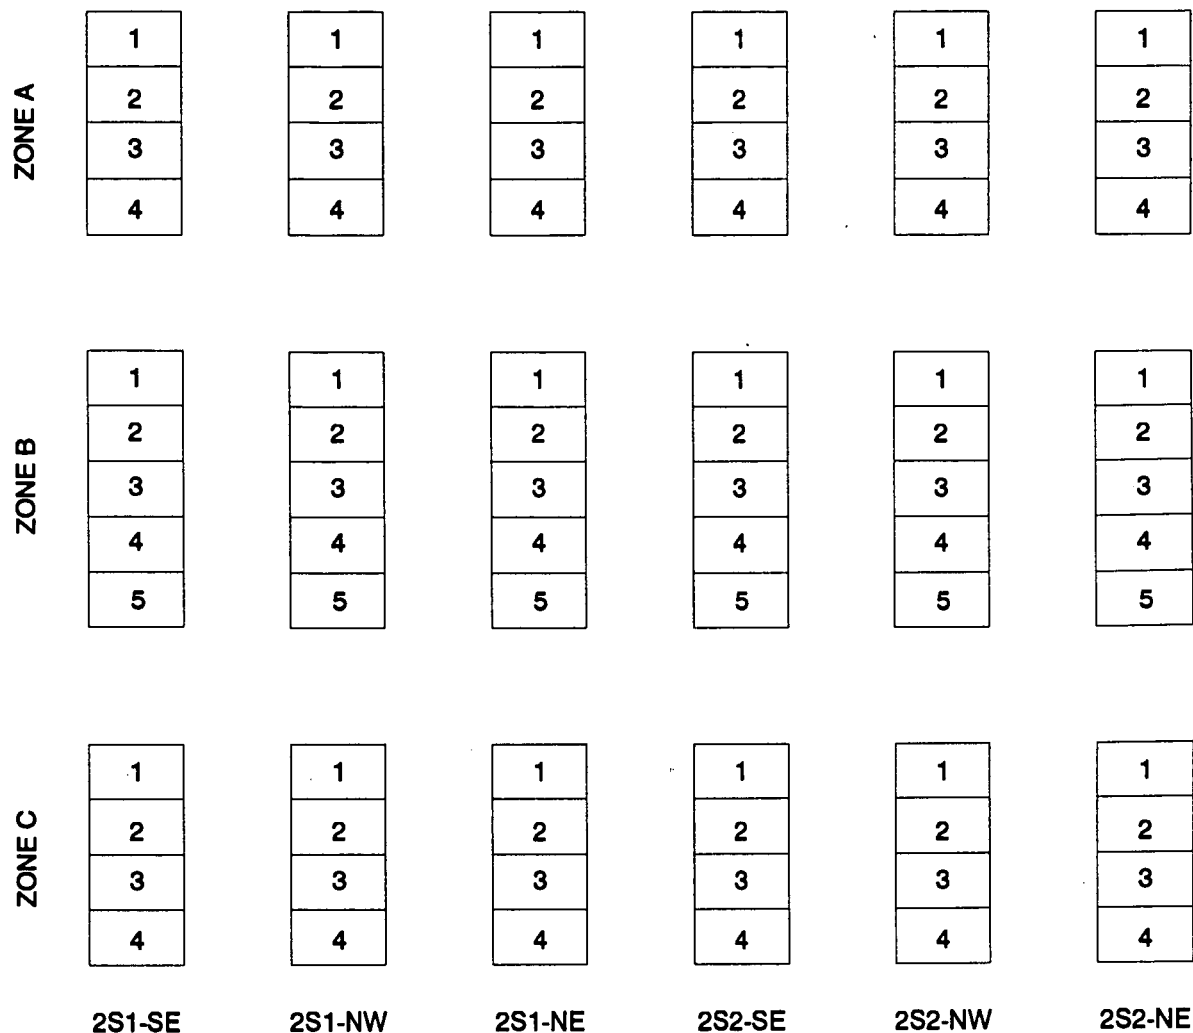 ZONE A
1 1 1 1 1 1
2 2 2 2 2 2
3 3 3 3 3 3
4 4 4 4 4 4
ZONE B
1 1 1 1 1 1
2 2 2 2 2 2
3 3 3 3 3 3
4 4 4 4 4 4
5 5 5 5 5 5
ZONE C
1 1 1 1 1 1
2 2 2 2 2 2
3 3 3 3 3 3
4 4 4 4 4 4
2S1-SE 2S1-NW 2S1-NE 2S2-SE 2S2-NW 2S2-NE